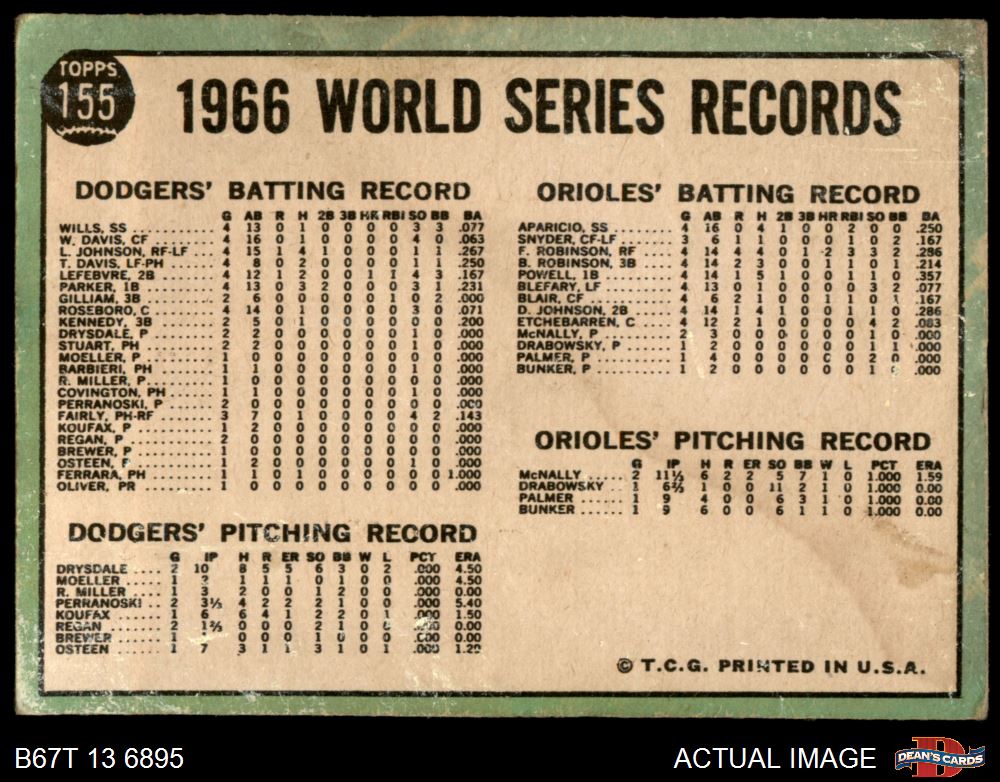 TOPPS
155
1966 WORLD SERIES RECORDS
DODGERS' BATTING RECORD
G AB R H 2B 3B HR RBI SO BB BA
WILLS, SS 4 13 0 1 0 0 0 0 3 3 .077
W. DAVIS, CF 4 16 0 1 0 0 0 0 4 0 .063
L. JOHNSON, RF-LF 4 15 1 4 1 0 0 0 1 1 .267
T. DAVIS, LF-PH 4 8 0 2 0 0 0 0 1 1 .250
LEFEBVRE, 2B 4 12 1 2 0 0 1 1 4 3 .167
PARKER, 1B 4 13 0 3 2 0 0 0 3 1 .231
GILLIAM, 3B 2 6 0 0 0 0 0 1 0 2 .000
ROSEBORO, C 4 14 0 1 0 0 0 0 3 0 .071
KENNEDY, 3B 2 5 0 1 0 0 0 0 0 0 .200
DRYSDALE, P 2 2 0 0 0 0 0 0 0 .000
STUART, PH 2 2 0 0 0 0 0 0 1 0 .000
MOELLER, P 1 0 0 0 0 0 0 0 0 0 .000
BARBIERI, PH 1 1 0 0 0 0 0 0 1 0 .000
R. MILLER, P 1 0 0 0 0 0 0 0 0 0 .000
COVINGTON, PH 1 1 0 0 0 0 0 0 1 0 .000
PERRANOSKI, P 2 0 0 0 0 0 0 0 0 0 .000
FAIRLY, PH-RF 3 7 0 1 0 0 0 0 4 2 .143
KOUFAX, P 1 2 0 0 0 0 0 0 0 0 .000
REGAN, P 2 0 0 0 0 0 0 0 0 0 .000
BREWER, P 1 0 0 0 0 0 0 0 0 0 .000
OSTEEN, P 1 2 0 0 0 0 0 0 1 0 .000
FERRARA, PH 1 1 0 1 0 0 0 0 0 0 1.000
OLIVER, PR 1 0 0 0 0 0 0 0 0 0 .000
DODGERS' PITCHING RECORD
G IP H R ER SO BB W L PCT ERA
DRYSDALE 2 10 8 5 5 6 3 0 2 .000 4.50
MOELLER 1 1 1 1 0 1 0 0 .000 4.50
R. MILLER 1 3 2 0 0 1 2 0 0 .000 0.00
PERRANOSKI 2 3⅓ 4 2 2 2 1 0 0 .000 5.40
KOUFAX 1 6 6 4 1 2 2 0 1 .000 1.50
REGAN 2 1⅔ 0 0 0 2 1 0 0 .000 0.00
BREWER 1 1 0 0 0 1 0 0 0 .000 0.00
OSTEEN 1 7 3 1 1 3 1 0 1 .000
ORIOLES' BATTING RECORD
G AB R H 2B 3B HR RBI SO BB BA
APARICIO, SS 4 16 0 4 1 0 0 2 0 0 .250
SNYDER, CF-LF 3 6 1 1 0 0 0 1 0 2 .167
F. ROBINSON, RF 4 14 4 4 0 1 2 3 3 2 .286
B. ROBINSON, 3B 4 14 2 3 0 0 1 1 0 1 .214
POWELL, 1B 4 14 1 5 1 0 0 1 1 0 .357
BLEFARY, LF 4 13 0 1 0 0 0 0 3 2 .077
BLAIR, CF 4 6 2 1 0 0 1 1 1 .167
D. JOHNSON, 2B 4 14 1 4 1 0 0 1 1 0 .286
ETCHEBARREN, C 4 12 2 1 0 0 0 0 4 2 .083
McNALLY, P 2 3 0 0 0 0 0 0 1 .000
DRABOWSKY, P 1 2 0 0 0 0 0 0 1 1 .000
PALMER, P 1 4 0 0 0 0 0 0 2 0 .000
BUNKER, P 1 2 0 0 0 0 0 0 1 .000
ORIOLES' PITCHING RECORD
G IP H R ER SO BB W L PCT ERA
McNALLY 2 11⅓ 6 2 2 5 7 1 0 1.000 1.59
DRABOWSKY 1 6⅔ 1 0 0 11 2 1 0 1.000 0.00
PALMER 1 9 4 0 0 6 3 1 0 1.000 0.00
BUNKER 1 9 6 0 0 6 1 1 0 1.000 0.00
© T.C.G. PRINTED IN U.S.A.
B67T 13 6895
ACTUAL IMAGE
D
DEAN'S CARDS